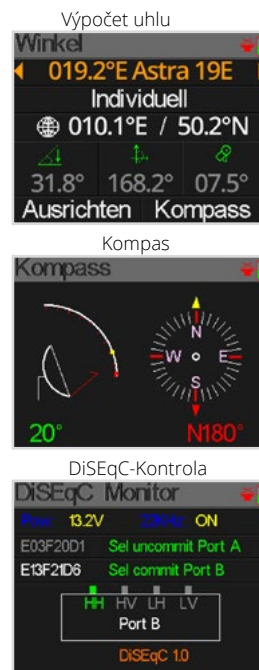 Výpočet uhlu
Winkel
019.2°E Astra 19E
Individuell
010.1°E / 50.2°N
31.8° 168.2° 07.5°
Ausrichten Kompass
Kompas
Kompass
N
W E
S
20° N180°
DiSEqC-Kontrola
DiSEqC Monitor
13.2V 22KHz ON
E03F20D1 Sel uncommit Port A
E13F21D6 Sel commit Port B
HH HV LH LV
Port B
DiSEqC 1.0